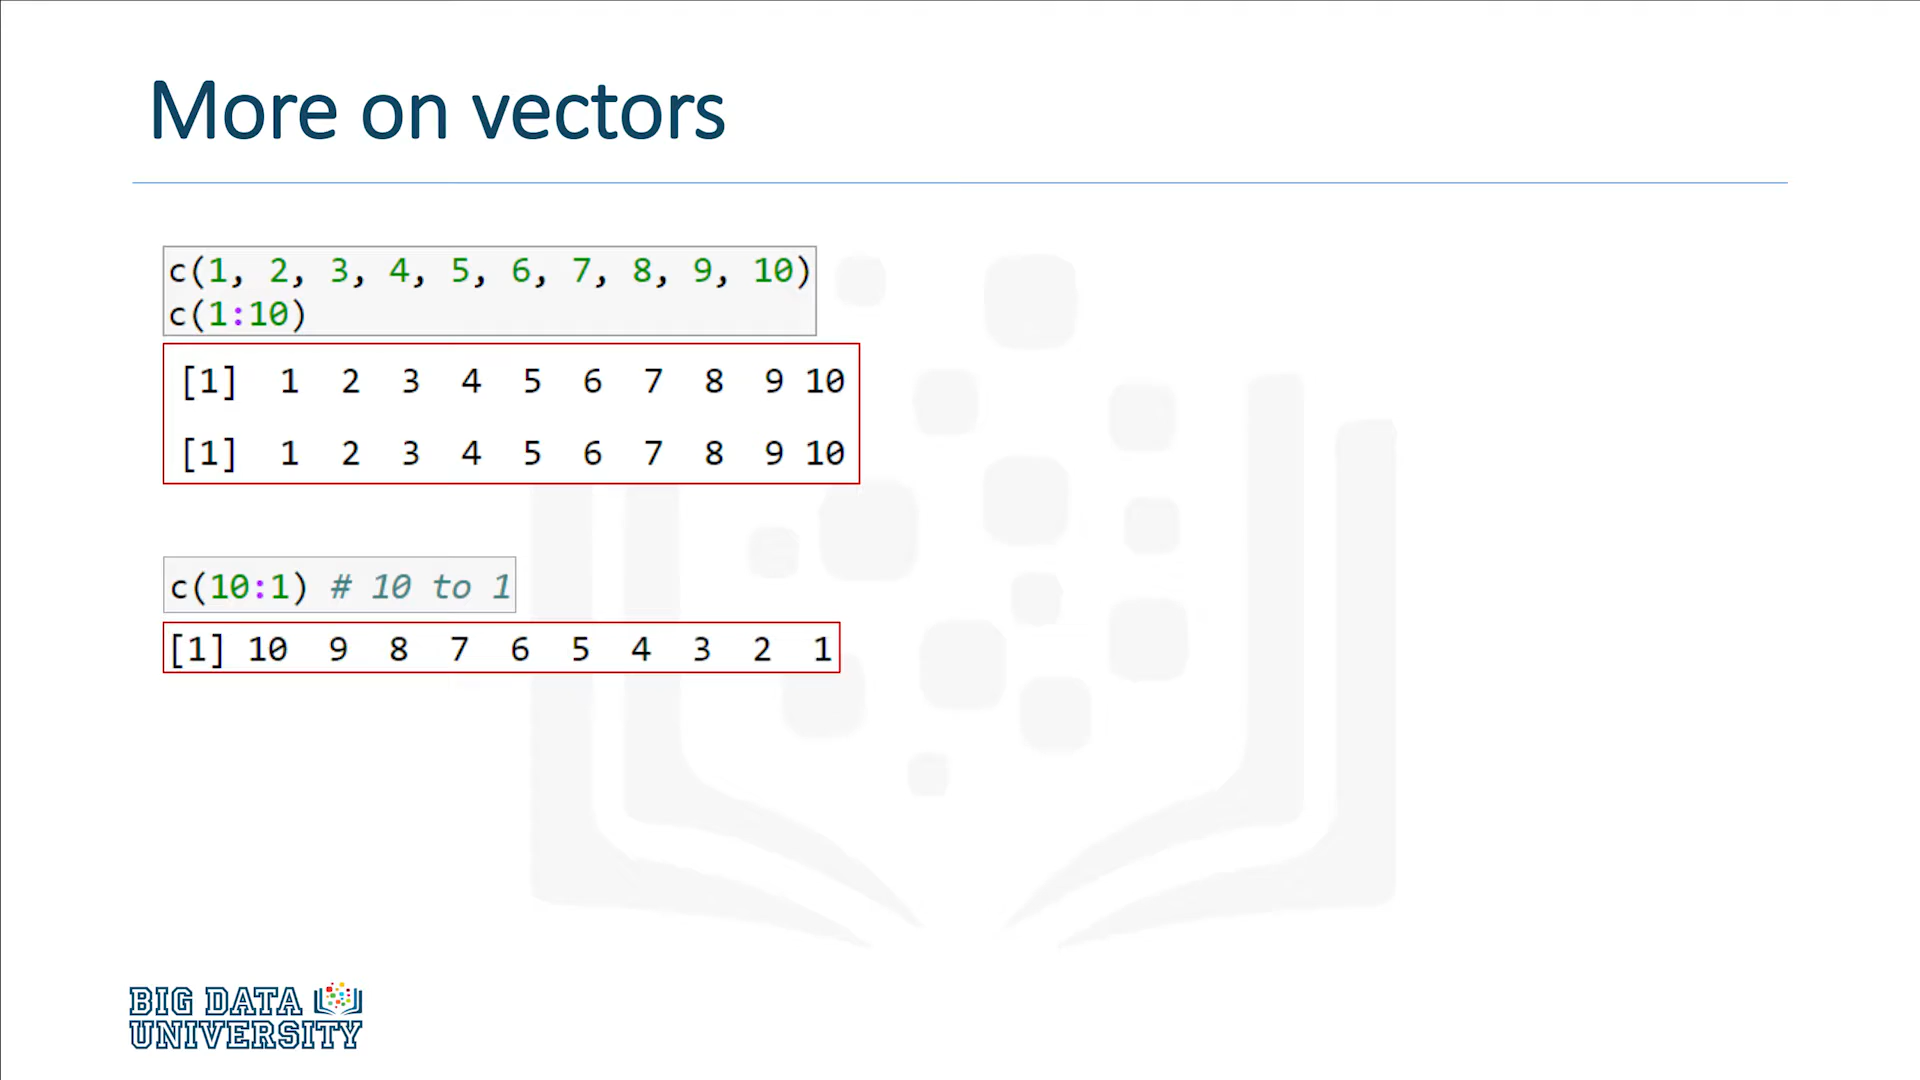 More on vectors
c(1, 2, 3, 4, 5, 6, 7, 8, 9, 10)
c(1:10)
[1] 1 2 3 4 5 6 7 8 9 10
[1] 1 2 3 4 5 6 7 8 9 10
c(10:1) # 10 to 1
[1] 10 9 8 7 6 5 4 3 2 1
BIG DATA
UNIVERSITY